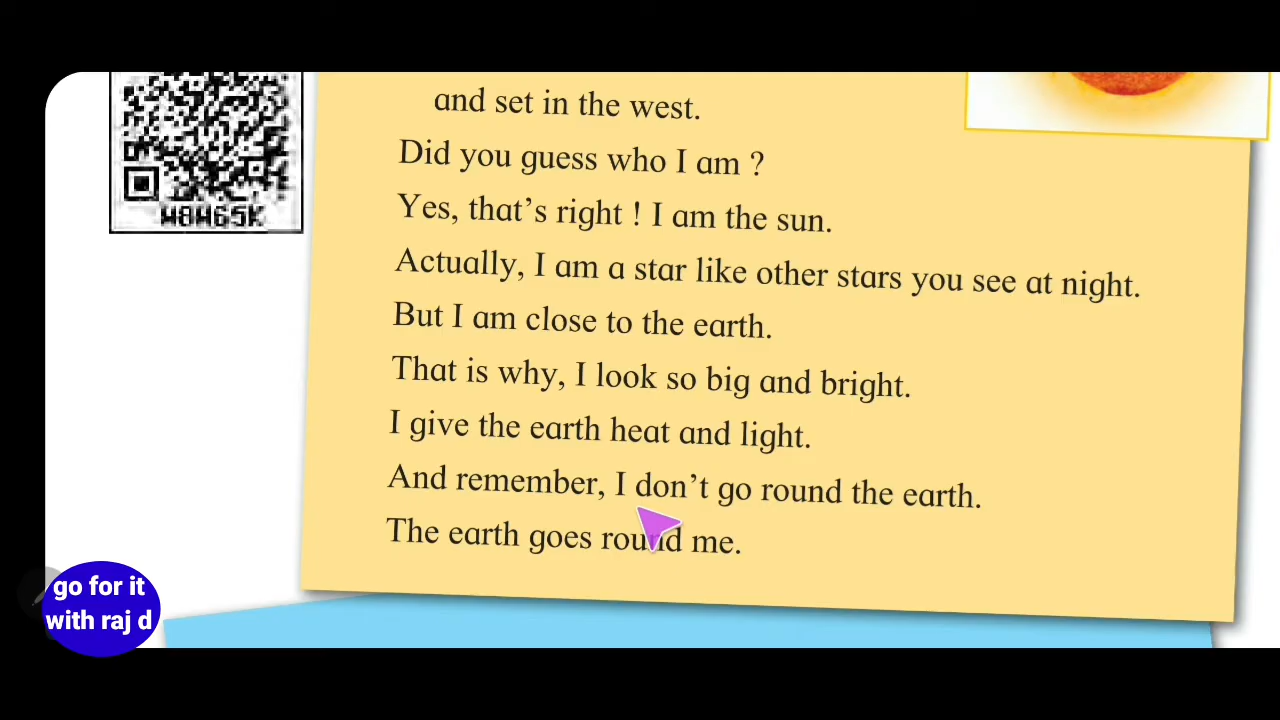 and set in the west.
Did you guess who I am ?
Yes, that's right ! I am the sun.
Actually, I am a star like other stars you see at night.
But I am close to the earth.
That is why, I look so big and bright.
I give the earth heat and light.
And remember, I don't go round the earth.
The earth goes round me.
W8W65K
go for it
with raj d